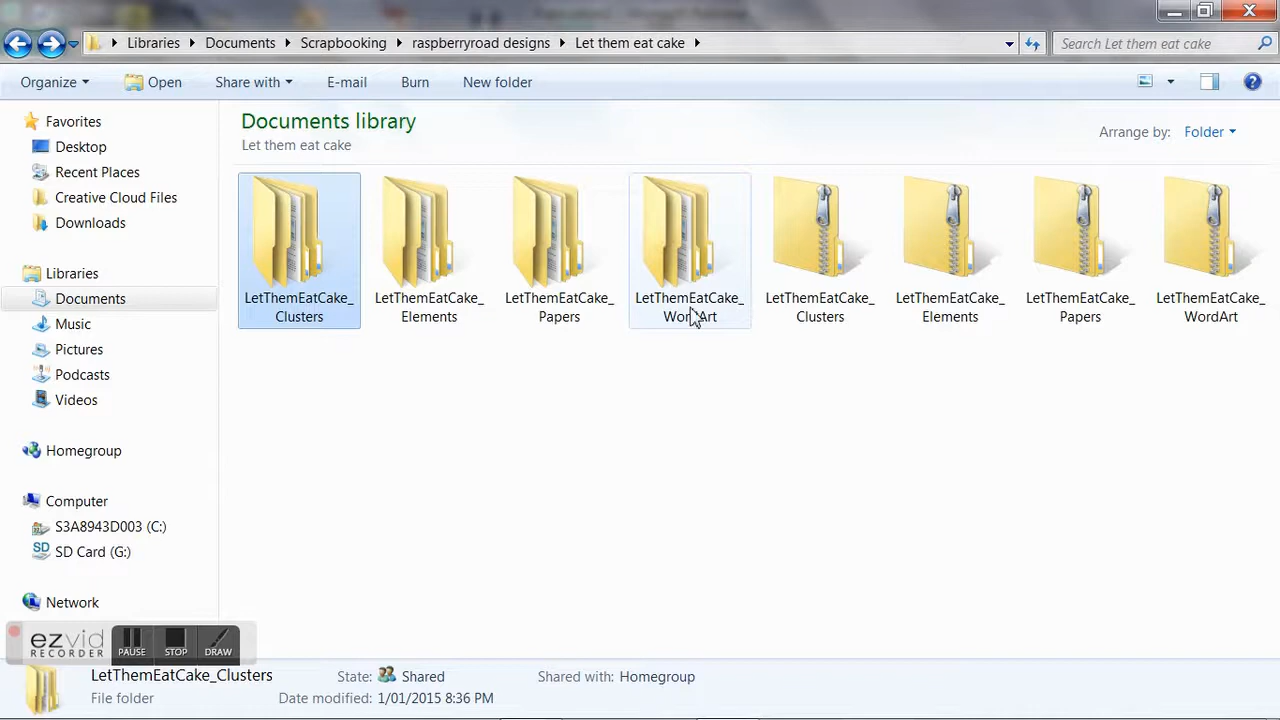 Libraries Documents Scrapbooking raspberryroad designs Let them eat cake
Search Let them eat cake
Organize Open Share with E-mail Burn New folder
Favorites
Desktop
Recent Places
Creative Cloud Files
Downloads
Libraries
Documents
Music
Pictures
Podcasts
Videos
Homegroup
Computer
S3A8943D003 (C:)
SD
SD Card (G:)
Network
Documents library
Let them eat cake
Arrange by: Folder
LetThemEatCake_
Clusters
LetThemEatCake_
Elements
LetThemEatCake_
Papers
LetThemEatCake_
WordArt
LetThemEatCake_
Clusters
LetThemEatCake_
Elements
LetThemEatCake_
Papers
LetThemEatCake_
WordArt
ezvid
RECORDER
PAUSE STOP DRAW
LetThemEatCake_Clusters State: Shared Shared with: Homegroup
File folder Date modified: 1/01/2015 8:36 PM